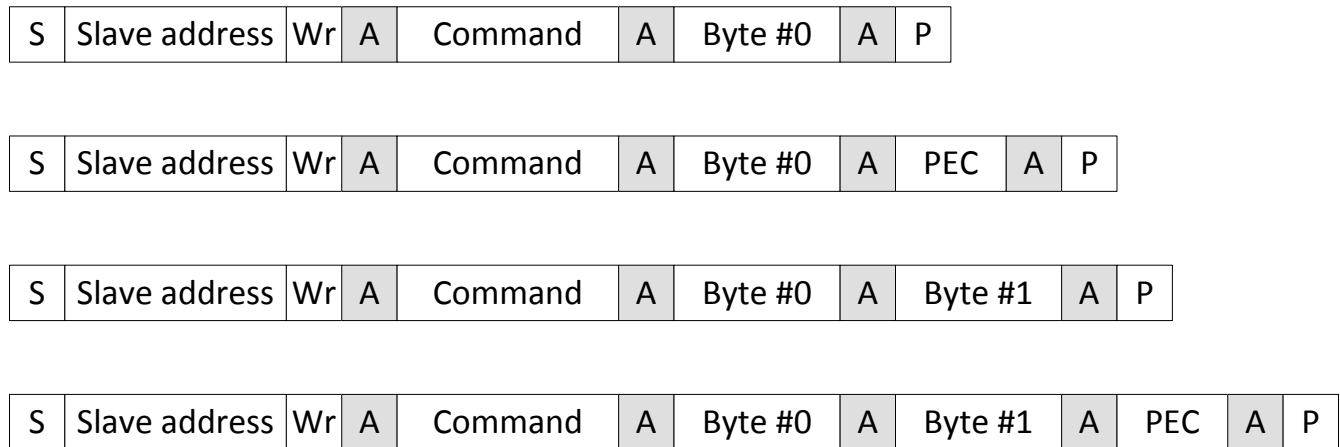 S Slave address Wr A Command A Byte #0 A P
S Slave address Wr A Command A Byte #0 A PEC A P
S Slave address Wr A Command A Byte #0 A Byte #1 A P
S Slave address Wr A Command A Byte #0 A Byte #1 A PEC A P